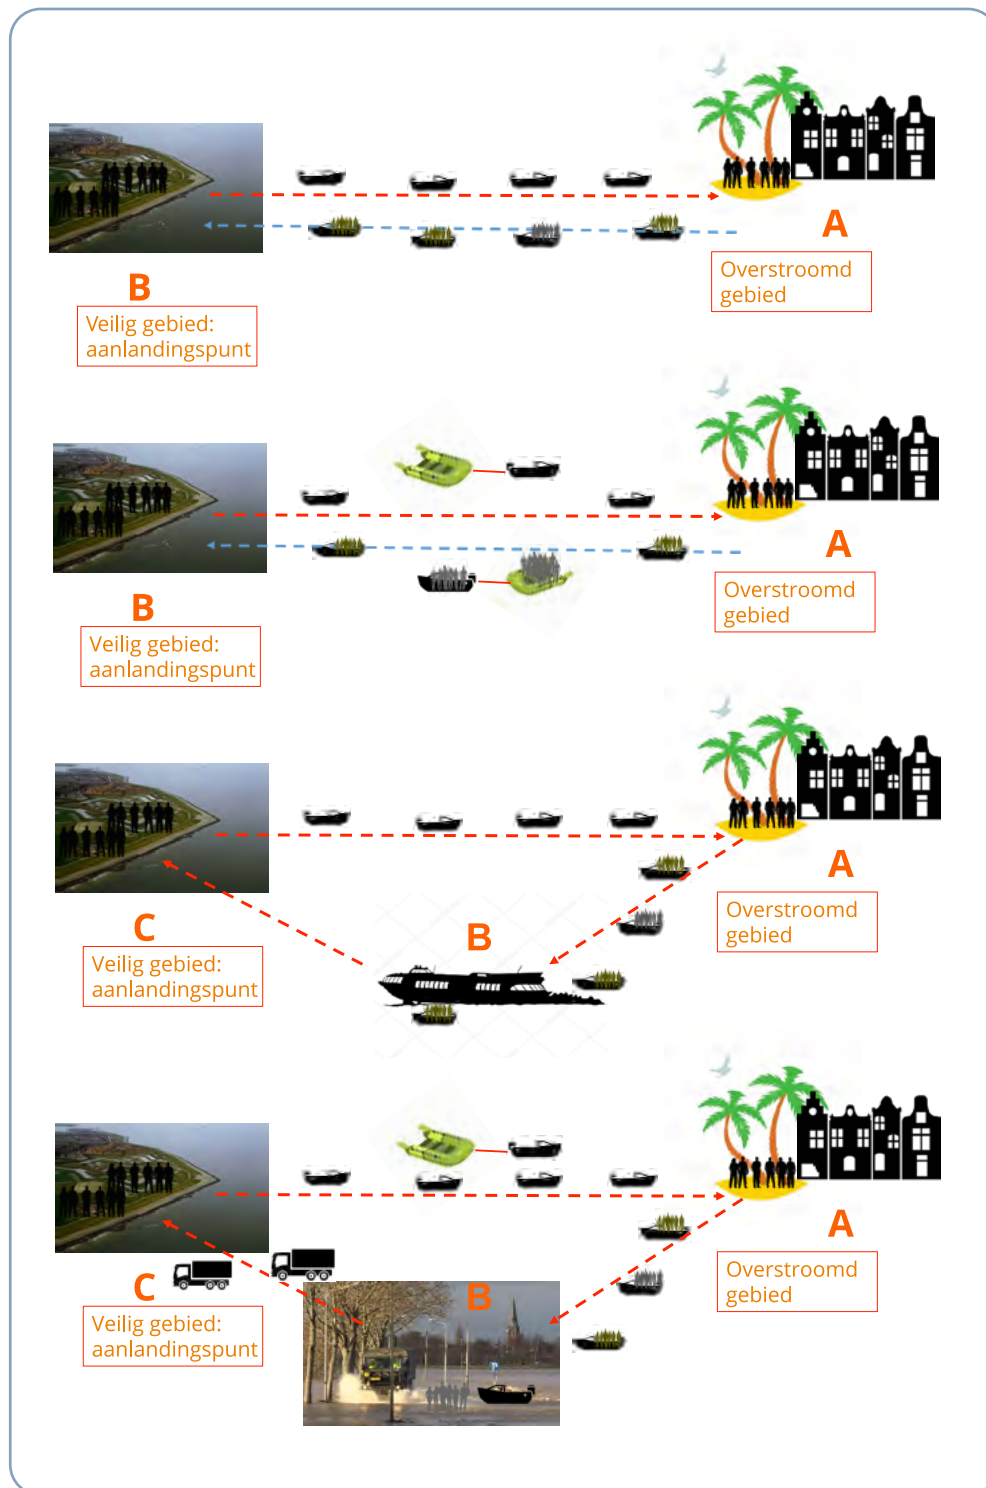 A
Overstroomd
gebied
B
Veilig gebied:
aanlandingspunt
A
Overstroomd
gebied
B
Veilig gebied:
aanlandingspunt
A
Overstroomd
gebied
B
C
Veilig gebied:
aanlandingspunt
A
Overstroomd
gebied
B
C
Veilig gebied:
aanlandingspunt